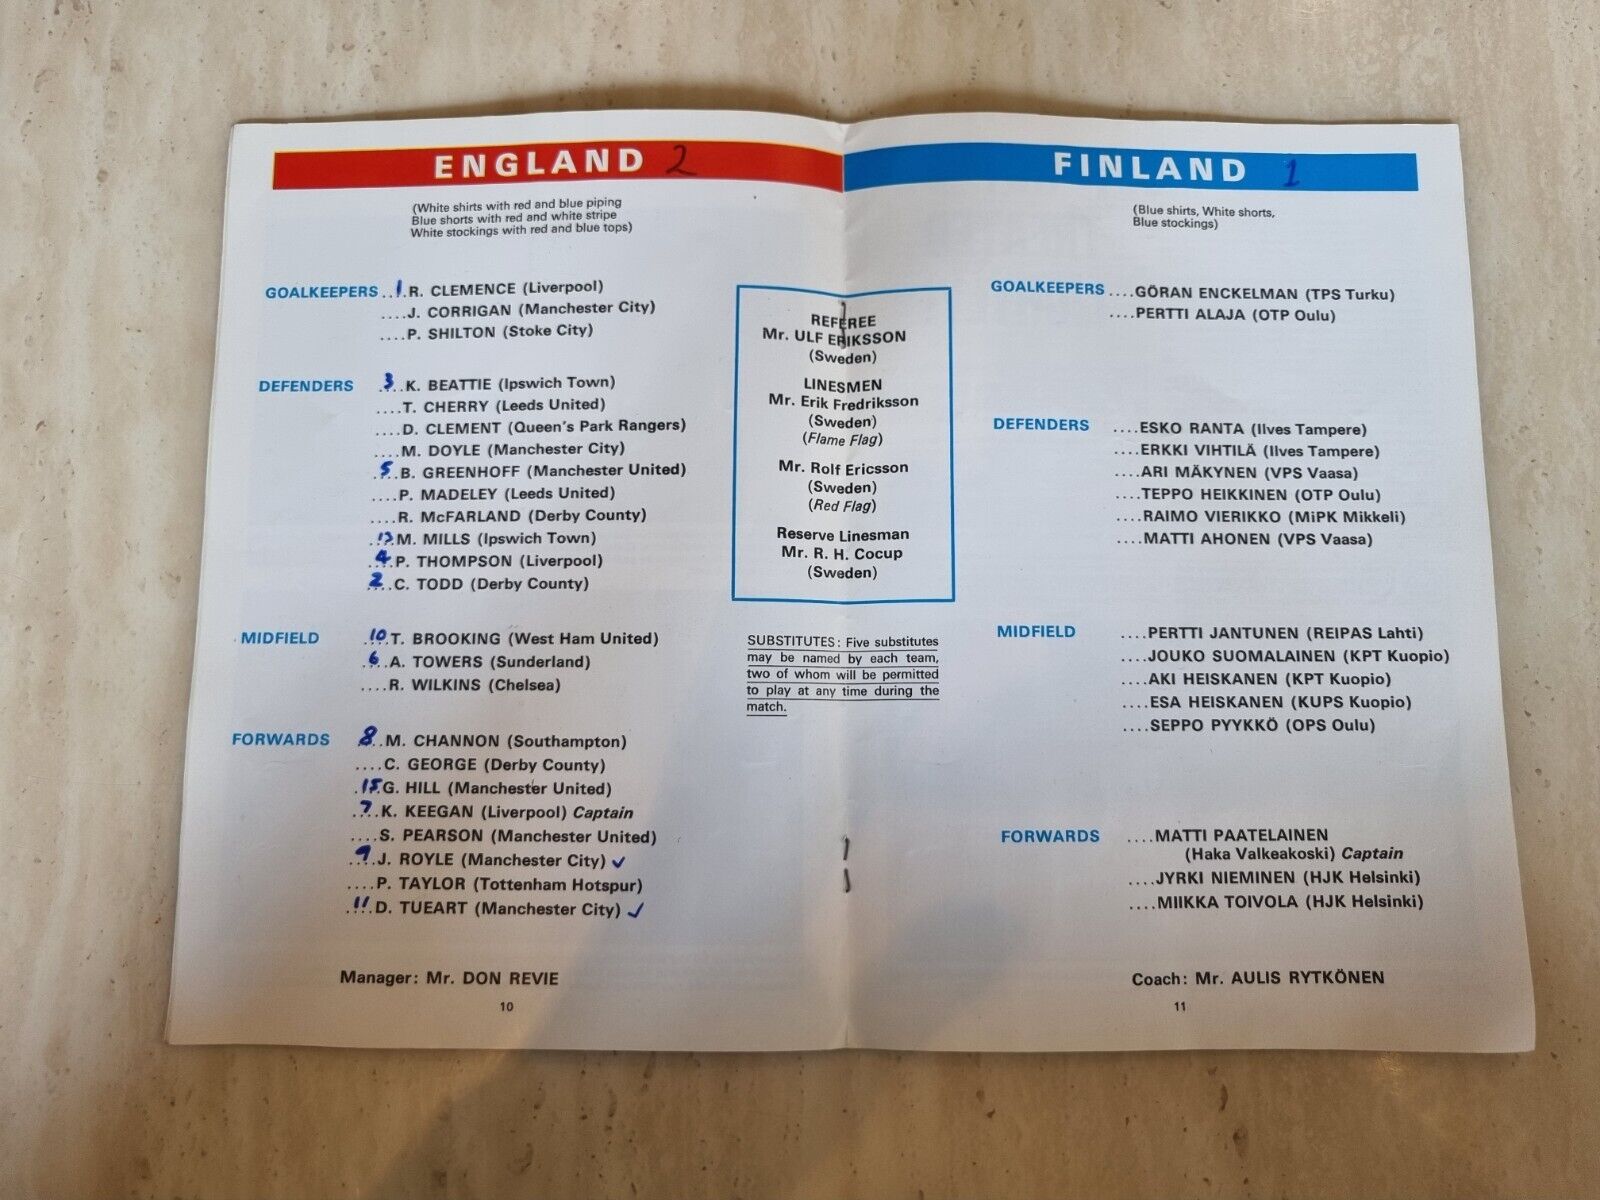 ENGLAND 2
(White shirts with red and blue piping
Blue shorts with red and white stripe
White stockings with red and blue tops)
GOALKEEPERS ..1.R. CLEMENCE (Liverpool)
....J. CORRIGAN (Manchester City)
....P. SHILTON (Stoke City)
DEFENDERS .3..K. BEATTIE (Ipswich Town)
....T. CHERRY (Leeds United)
....D. CLEMENT (Queen's Park Rangers)
....M. DOYLE (Manchester City)
.5..B. GREENHOFF (Manchester United)
....P. MADELEY (Leeds United)
....R. McFARLAND (Derby County)
....M. MILLS (Ipswich Town)
.4..P. THOMPSON (Liverpool)
.2..C. TODD (Derby County)
MIDFIELD .10.T. BROOKING (West Ham United)
.6..A. TOWERS (Sunderland)
....R. WILKINS (Chelsea)
FORWARDS 8..M. CHANNON (Southampton)
....C. GEORGE (Derby County)
.15.G. HILL (Manchester United)
.7..K. KEEGAN (Liverpool) Captain
....S. PEARSON (Manchester United)
.9..J. ROYLE (Manchester City) ✓
....P. TAYLOR (Tottenham Hotspur)
.11.D. TUEART (Manchester City) ✓
Manager: Mr. DON REVIE
10
REFEREE
Mr. ULF ERIKSSON
(Sweden)
LINESMEN
Mr. Erik Fredriksson
(Sweden)
(Flame Flag)
Mr. Rolf Ericsson
(Sweden)
(Red Flag)
Reserve Linesman
Mr. R. H. Cocup
(Sweden)
SUBSTITUTES: Five substitutes
may be named by each team,
two of whom will be permitted
to play at any time during the
match.
FINLAND 1
(Blue shirts, White shorts,
Blue stockings)
GOALKEEPERS ....GÖRAN ENCKELMAN (TPS Turku)
....PERTTI ALAJA (OTP Oulu)
DEFENDERS ....ESKO RANTA (Ilves Tampere)
....ERKKI VIHTILÄ (Ilves Tampere)
....ARI MÄKYNEN (VPS Vaasa)
....TEPPO HEIKKINEN (OTP Oulu)
....RAIMO VIERIKKO (MiPK Mikkeli)
....MATTI AHONEN (VPS Vaasa)
MIDFIELD ....PERTTI JANTUNEN (REIPAS Lahti)
....JOUKO SUOMALAINEN (KPT Kuopio)
....AKI HEISKANEN (KPT Kuopio)
....ESA HEISKANEN (KUPS Kuopio)
....SEPPO PYYKKÖ (OPS Oulu)
FORWARDS ....MATTI PAATELAINEN
(Haka Valkeakoski) Captain
....JYRKI NIEMINEN (HJK Helsinki)
....MIIKKA TOIVOLA (HJK Helsinki)
Coach: Mr. AULIS RYTKÖNEN
11